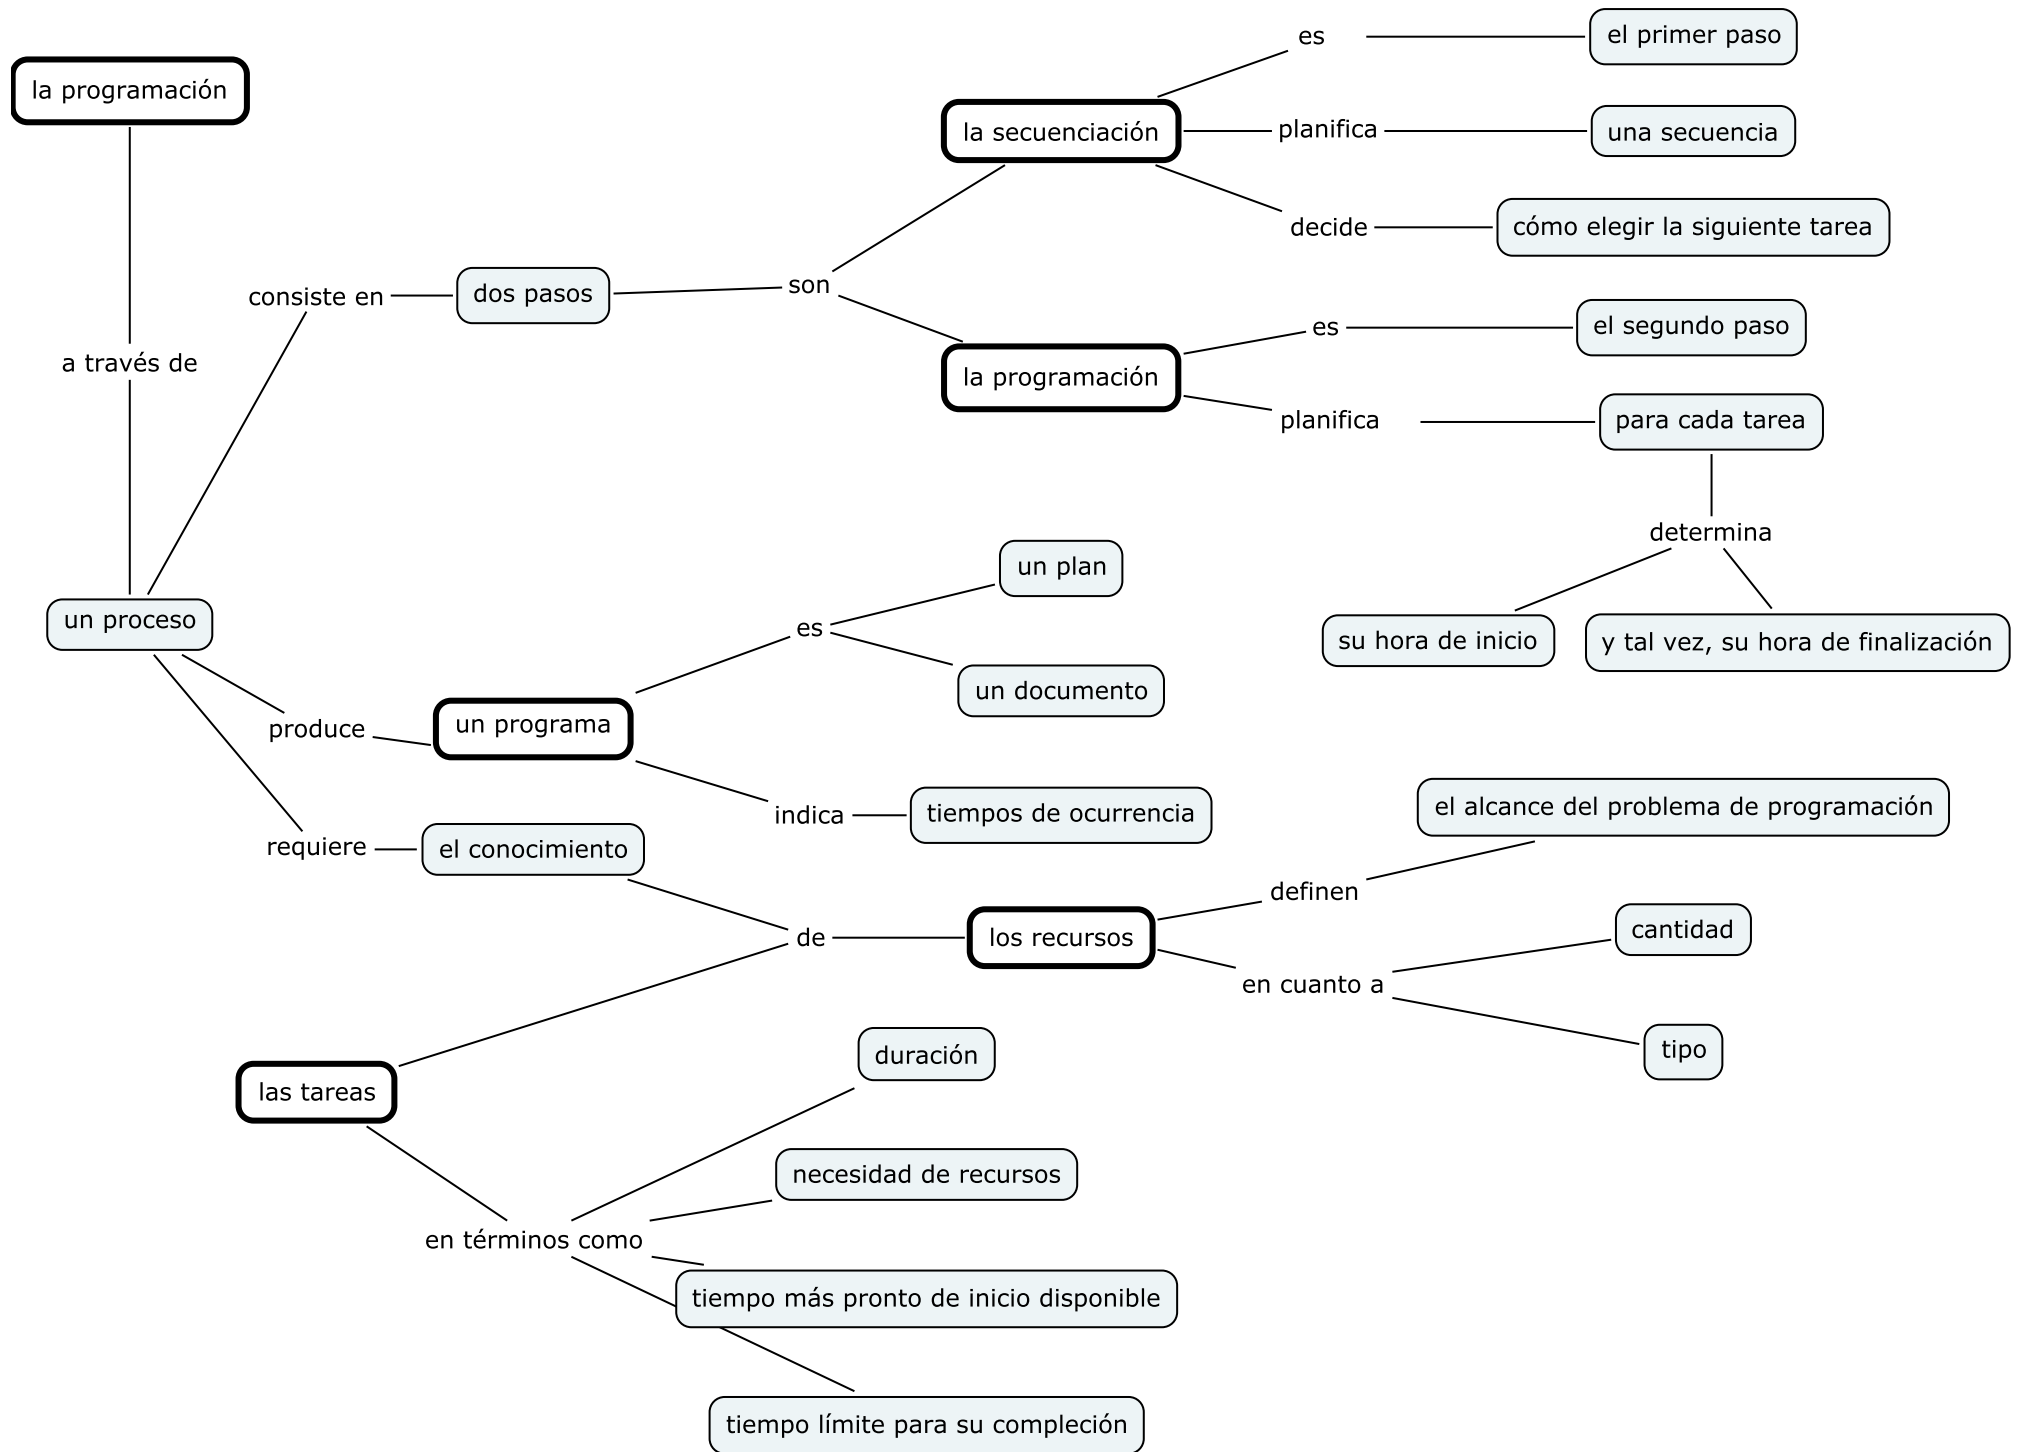 la programación
a través de
un proceso
consiste en
dos pasos
son
la secuenciación
es
el primer paso
planifica
una secuencia
decide
cómo elegir la siguiente tarea
la programación
es
el segundo paso
planifica
para cada tarea
determina
su hora de inicio
y tal vez, su hora de finalización
produce
un programa
es
un plan
un documento
indica
tiempos de ocurrencia
requiere
el conocimiento
de
los recursos
definen
el alcance del problema de programación
en cuanto a
cantidad
tipo
las tareas
en términos como
duración
necesidad de recursos
tiempo más pronto de inicio disponible
tiempo límite para su compleción